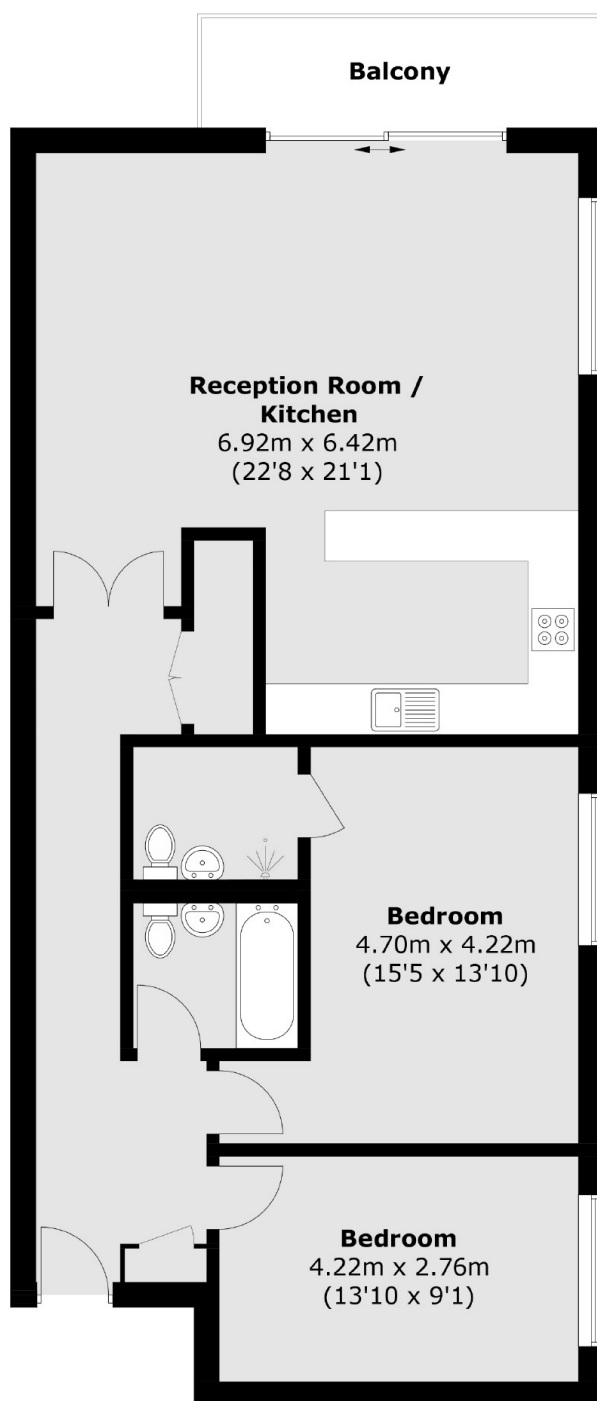 Balcony
Reception Room /
Kitchen
6.92m x 6.42m
(22'8 x 21'1)
Bedroom
4.70m x 4.22m
(15'5 x 13'10)
Bedroom
4.22m x 2.76m
(13'10 x 9'1)